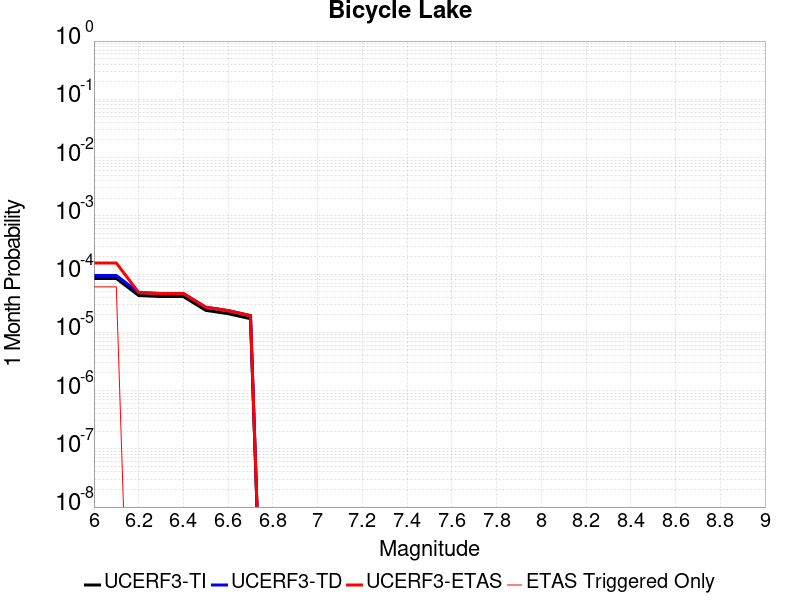 Bicycle Lake
10^0
10^-1
10^-2
10^-3
10^-4
10^-5
10^-6
10^-7
10^-8
1 Month Probability
6 6.2 6.4 6.6 6.8 7 7.2 7.4 7.6 7.8 8 8.2 8.4 8.6 8.8 9
Magnitude
UCERF3-TI UCERF3-TD UCERF3-ETAS ETAS Triggered Only